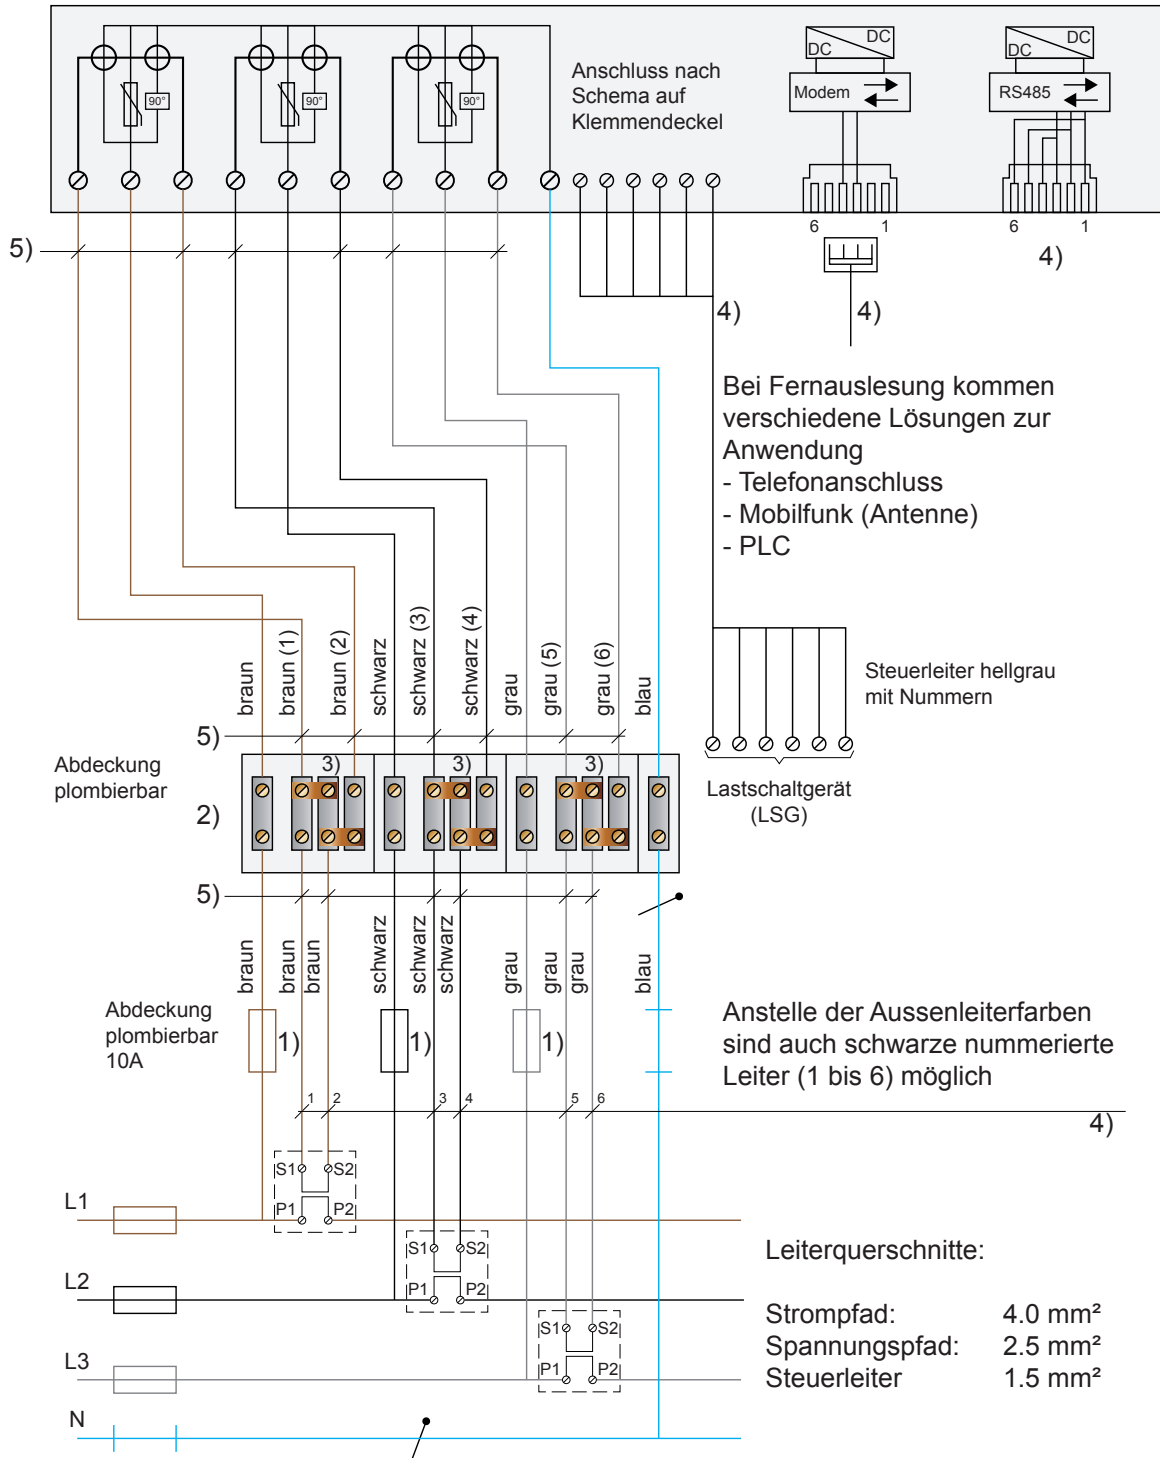 DC
DC
DC
DC
Modem
RS485
90°
90°
90°
Anschluss nach
Schema auf
Klemmendeckel
6
1
6
1
5)
4)
4)
4)
Bei Fernauslesung kommen
verschiedene Lösungen zur
Anwendung
- Telefonanschluss
- Mobilfunk (Antenne)
- PLC
braun
braun (1)
braun (2)
schwarz
schwarz (3)
schwarz (4)
grau
grau (5)
grau (6)
blau
Steuerleiter hellgrau
mit Nummern
5)
Abdeckung
plombierbar
3)
3)
3)
2)
Lastschaltgerät
(LSG)
5)
braun
braun
braun
schwarz
schwarz
schwarz
grau
grau
grau
blau
Abdeckung
plombierbar
10A
1)
1)
1)
Anstelle der Aussenleiterfarben
sind auch schwarze nummerierte
Leiter (1 bis 6) möglich
1
2
3
4
5
6
4)
S1
S2
P1
P2
L1
S1
S2
P1
P2
L2
S1
S2
P1
P2
L3
N
Leiterquerschnitte:
Strompfad: 4.0 mm²
Spannungspfad: 2.5 mm²
Steuerleiter 1.5 mm²